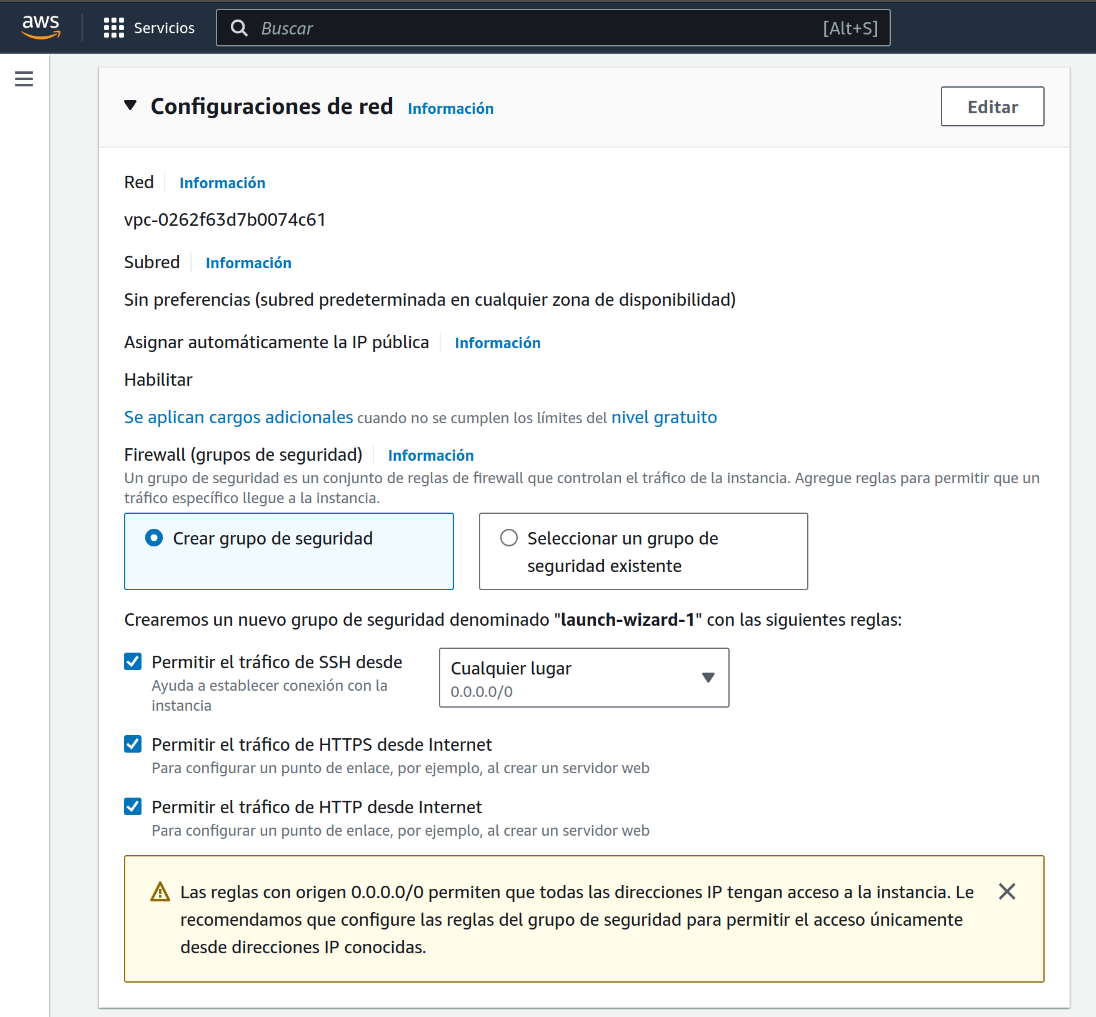 aws
Servicios
Buscar
[Alt+S]
Configuraciones de red
Información
Editar
Red
Información
vpc-0262f63d7b0074c61
Subred
Información
Sin preferencias (subred predeterminada en cualquier zona de disponibilidad)
Asignar automáticamente la IP pública
Información
Habilitar
Se aplican cargos adicionales cuando no se cumplen los límites del nivel gratuito
Firewall (grupos de seguridad)
Información
Un grupo de seguridad es un conjunto de reglas de firewall que controlan el tráfico de la instancia. Agregue reglas para permitir que un
tráfico específico llegue a la instancia.
Crear grupo de seguridad
Seleccionar un grupo de
seguridad existente
Crearemos un nuevo grupo de seguridad denominado "launch-wizard-1" con las siguientes reglas:
Permitir el tráfico de SSH desde
Ayuda a establecer conexión con la
instancia
Cualquier lugar
0.0.0.0/0
Permitir el tráfico de HTTPS desde Internet
Para configurar un punto de enlace, por ejemplo, al crear un servidor web
Permitir el tráfico de HTTP desde Internet
Para configurar un punto de enlace, por ejemplo, al crear un servidor web
Las reglas con origen 0.0.0.0/0 permiten que todas las direcciones IP tengan acceso a la instancia. Le
recomendamos que configure las reglas del grupo de seguridad para permitir el acceso únicamente
desde direcciones IP conocidas.